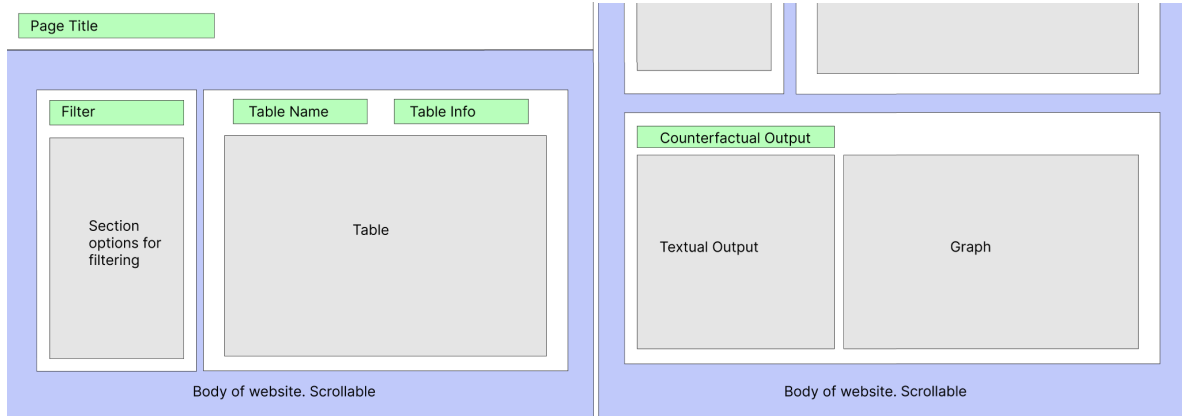 Page Title
Filter
Table Name
Table Info
Section
options for
filtering
Table
Body of website. Scrollable
Counterfactual Output
Textual Output
Graph
Body of website. Scrollable